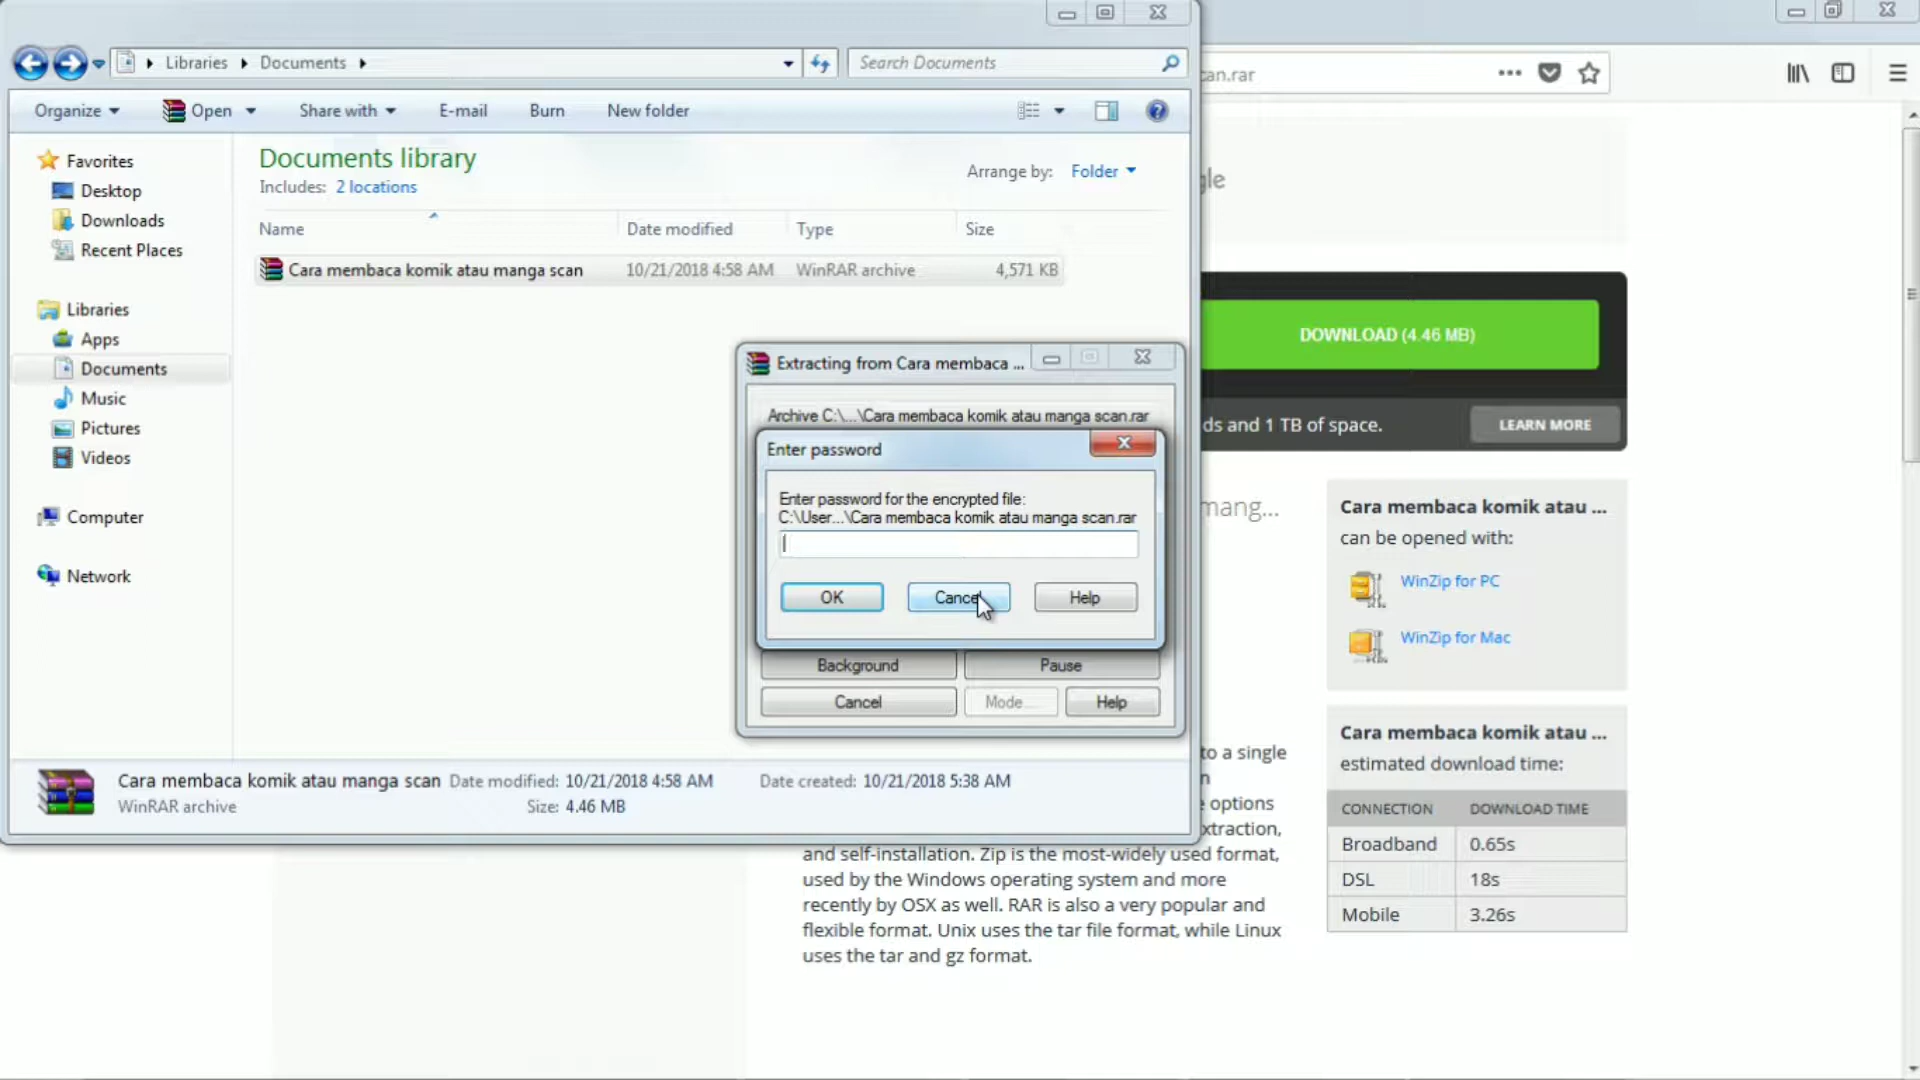 Libraries
Documents
Search Documents
Organize
Open
Share with
E-mail
Burn
New folder
Favorites
Desktop
Downloads
Recent Places
Libraries
Apps
Documents
Music
Pictures
Videos
Computer
Network
Documents library
Includes: 2 locations
Arrange by: Folder
Name
Date modified
Type
Size
Cara membaca komik atau manga scan
10/21/2018 4:58 AM
WinRAR archive
4,571 KB
Extracting from Cara membaca ...
Archive C:\...\Cara membaca komik atau manga scan.rar
Enter password
Enter password for the encrypted file:
C:\User...\Cara membaca komik atau manga scan.rar
OK
Cancel
Help
Background
Pause
Cancel
Mode...
Help
Cara membaca komik atau manga scan
WinRAR archive
Date modified: 10/21/2018 4:58 AM
Size: 4.46 MB
Date created: 10/21/2018 5:38 AM
an.rar
gle
DOWNLOAD (4.46 MB)
ds and 1 TB of space.
LEARN MORE
mang...
Cara membaca komik atau ...
can be opened with:
WinZip for PC
WinZip for Mac
Cara membaca komik atau ...
estimated download time:
CONNECTION
DOWNLOAD TIME
Broadband
0.65s
DSL
18s
Mobile
3.26s
to a single
options
xtraction,
and self-installation. Zip is the most-widely used format,
used by the Windows operating system and more
recently by OSX as well. RAR is also a very popular and
flexible format. Unix uses the tar file format, while Linux
uses the tar and gz format.